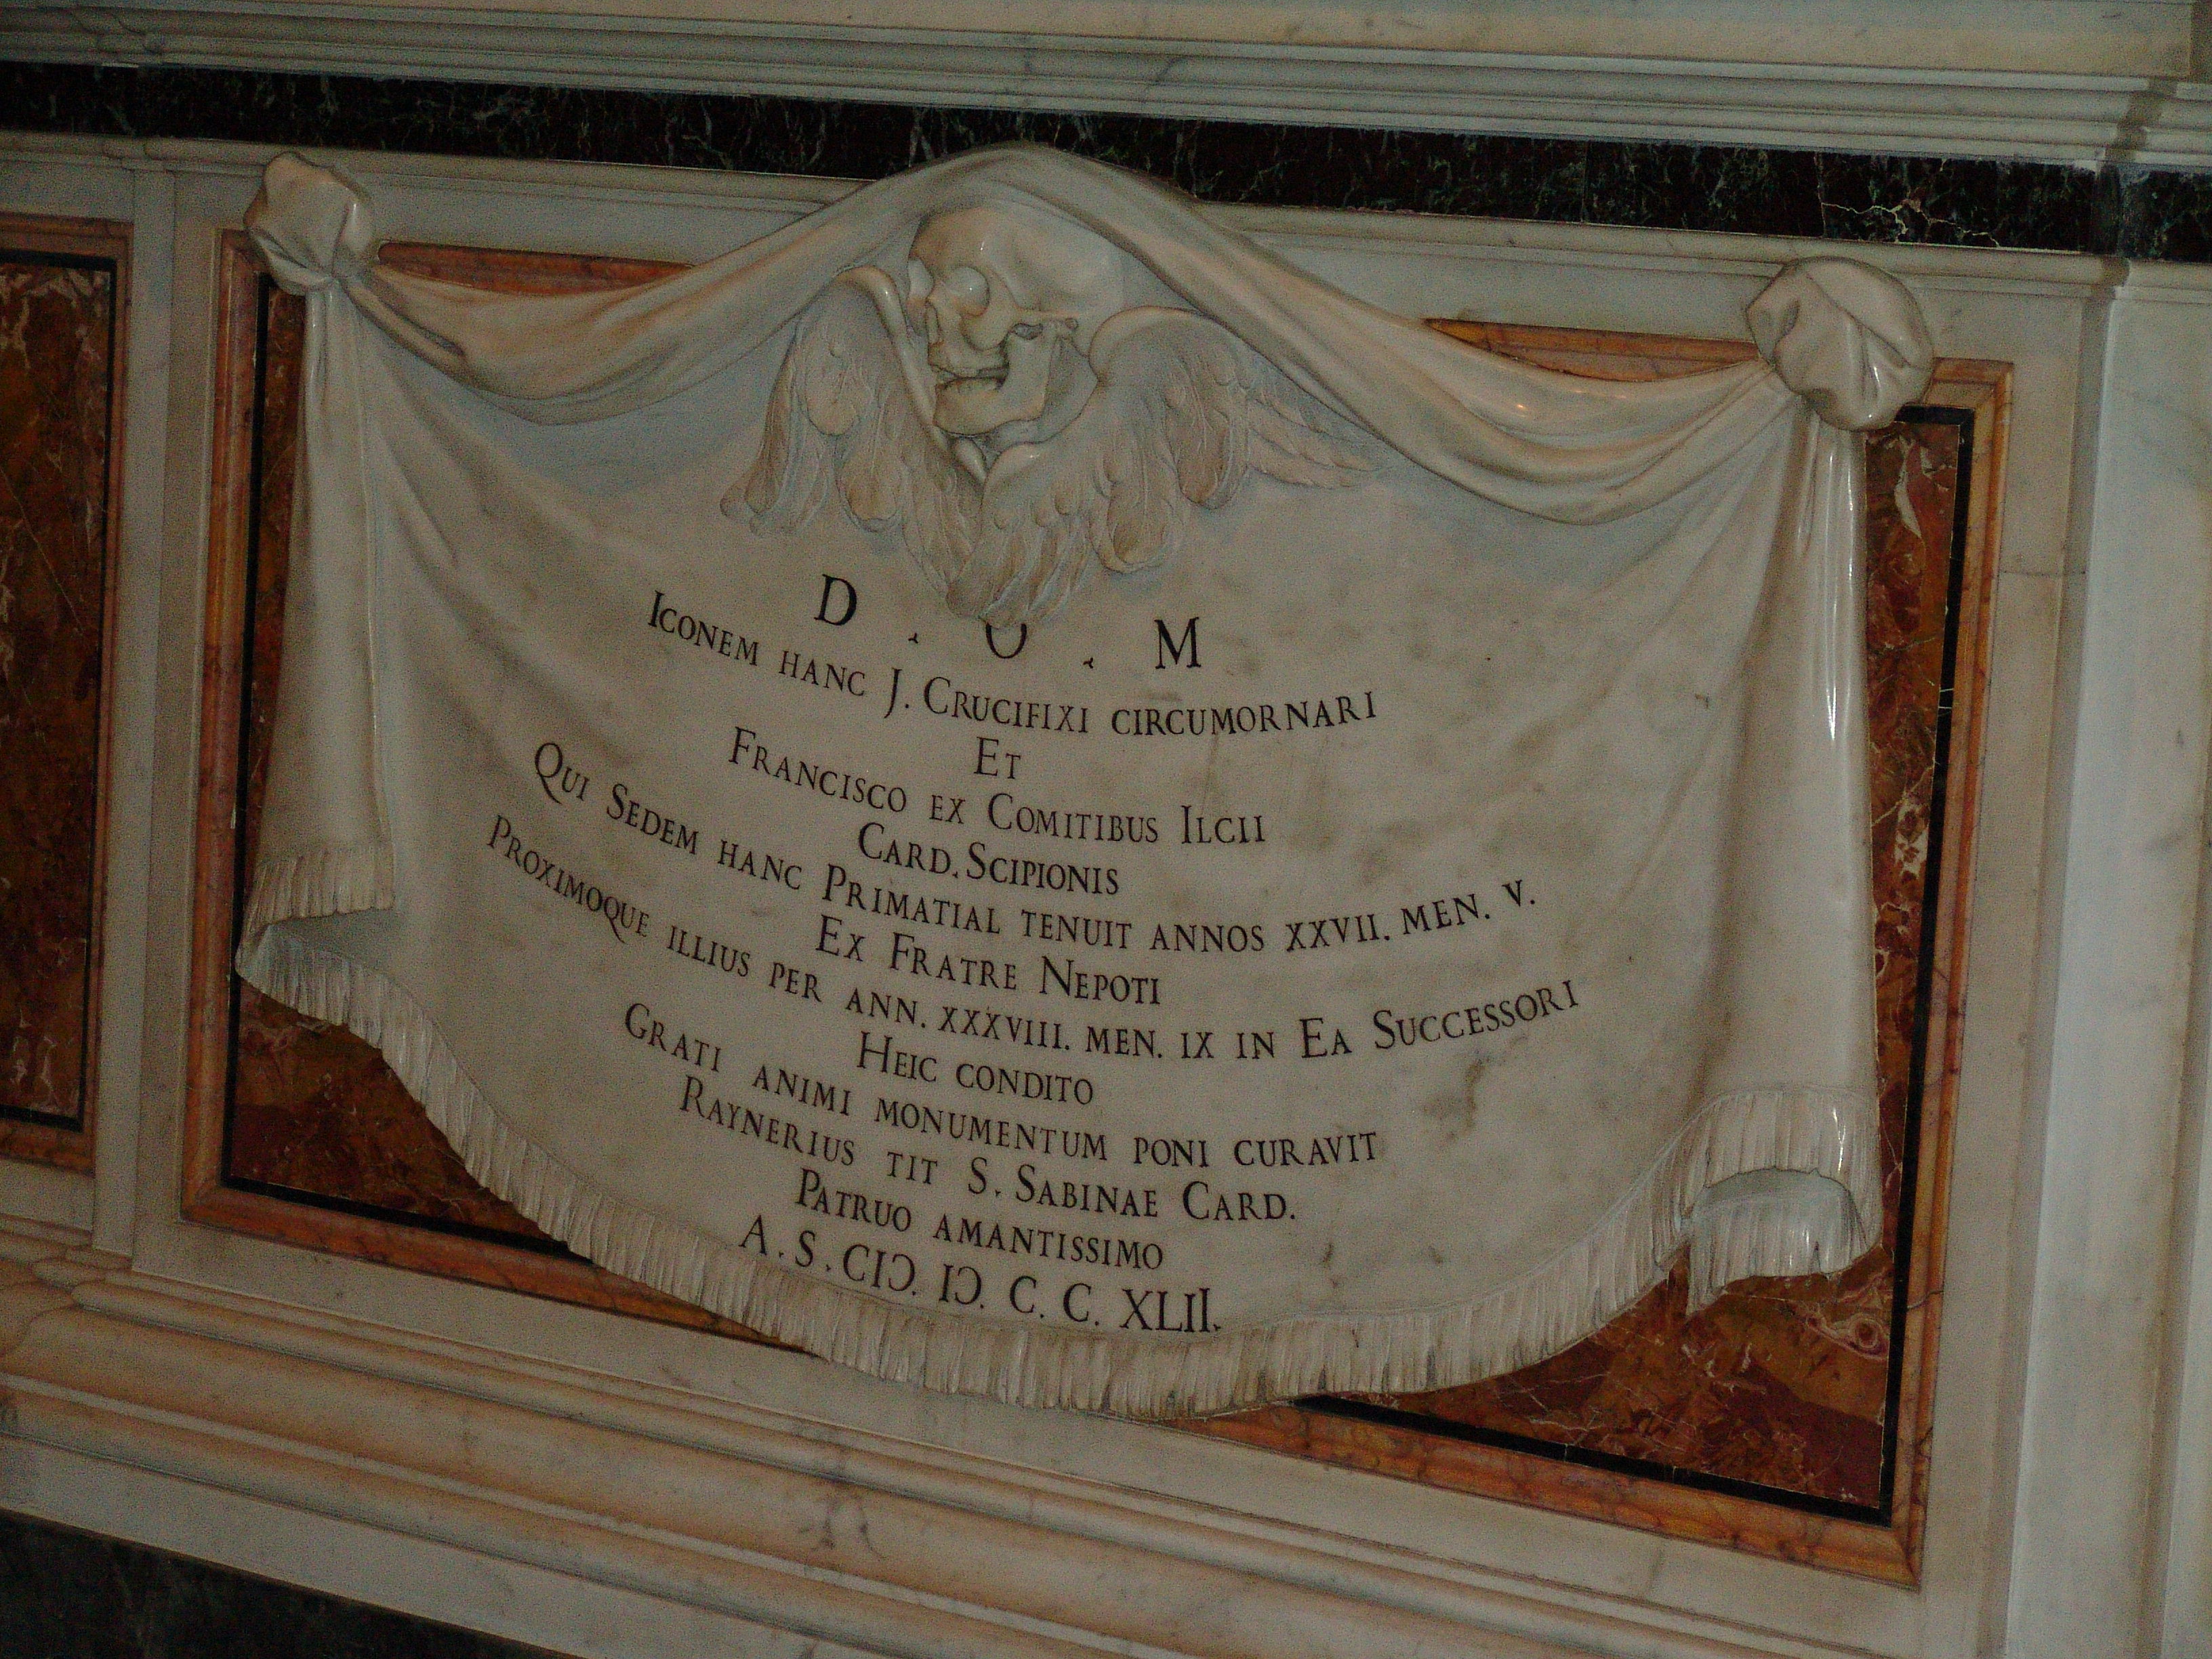 D . O . M
ICONEM HANC J. CRUCIFIXI CIRCUMORNARI
ET
FRANCISCO EX COMITIBUS ILCII
CARD. SCIPIONIS
QUI SEDEM HANC PRIMATIAL TENUIT ANNOS XXVII. MEN. V.
EX FRATRE NEPOTI
PROXIMOQUE ILLIUS PER ANN. XXXVIII. MEN. IX IN EA SUCCESSORI
HEIC CONDITO
GRATI ANIMI MONUMENTUM PONI CURAVIT
RAYNERIUS TIT S. SABINAE CARD.
PATRUO AMANTISSIMO
A. S. CIↃ. IↃ. C. C. XLII.